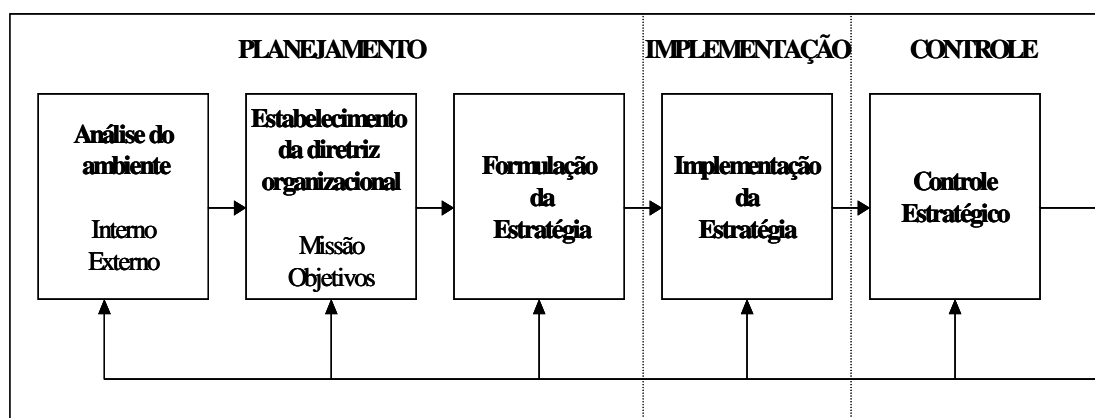 PLANEJAMENTO
IMPLEMENTAÇÃO
CONTROLE
Análise do
ambiente
Interno
Externo
Estabelecimento
da diretriz
organizacional
Missão
Objetivos
Formulação
da
Estratégia
Implementação
da
Estratégia
Controle
Estratégico